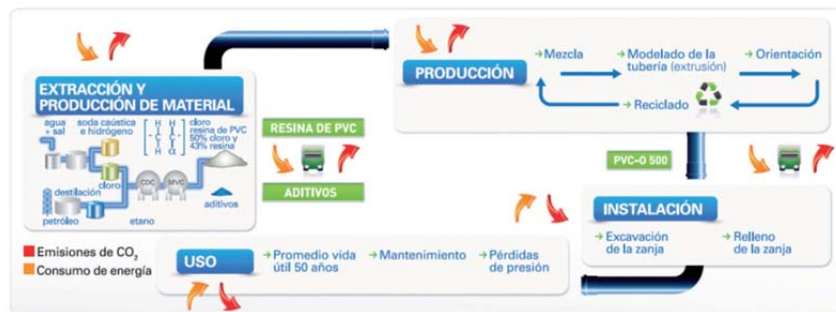 EXTRACCIÓN Y
PRODUCCIÓN DE MATERIAL
agua
+ sal
soda caústica
e hidrógeno
H H
C C
H
cloro
resina de PVC
50% cloro y
43% resina
cloro
destilación
CDC
MVC
petróleo
etano
aditivos
RESINA DE PVC
ADITIVOS
PRODUCCIÓN
Mezcla
Modelado de la
tubería (extrusión)
Orientación
Reciclado
PVC-O 500
INSTALACIÓN
Excavación
de la zanja
Relleno
de la zanja
USO
Promedio vida
útil 50 años
Mantenimiento
Pérdidas
de presión
Emisiones de CO₂
Consumo de energía